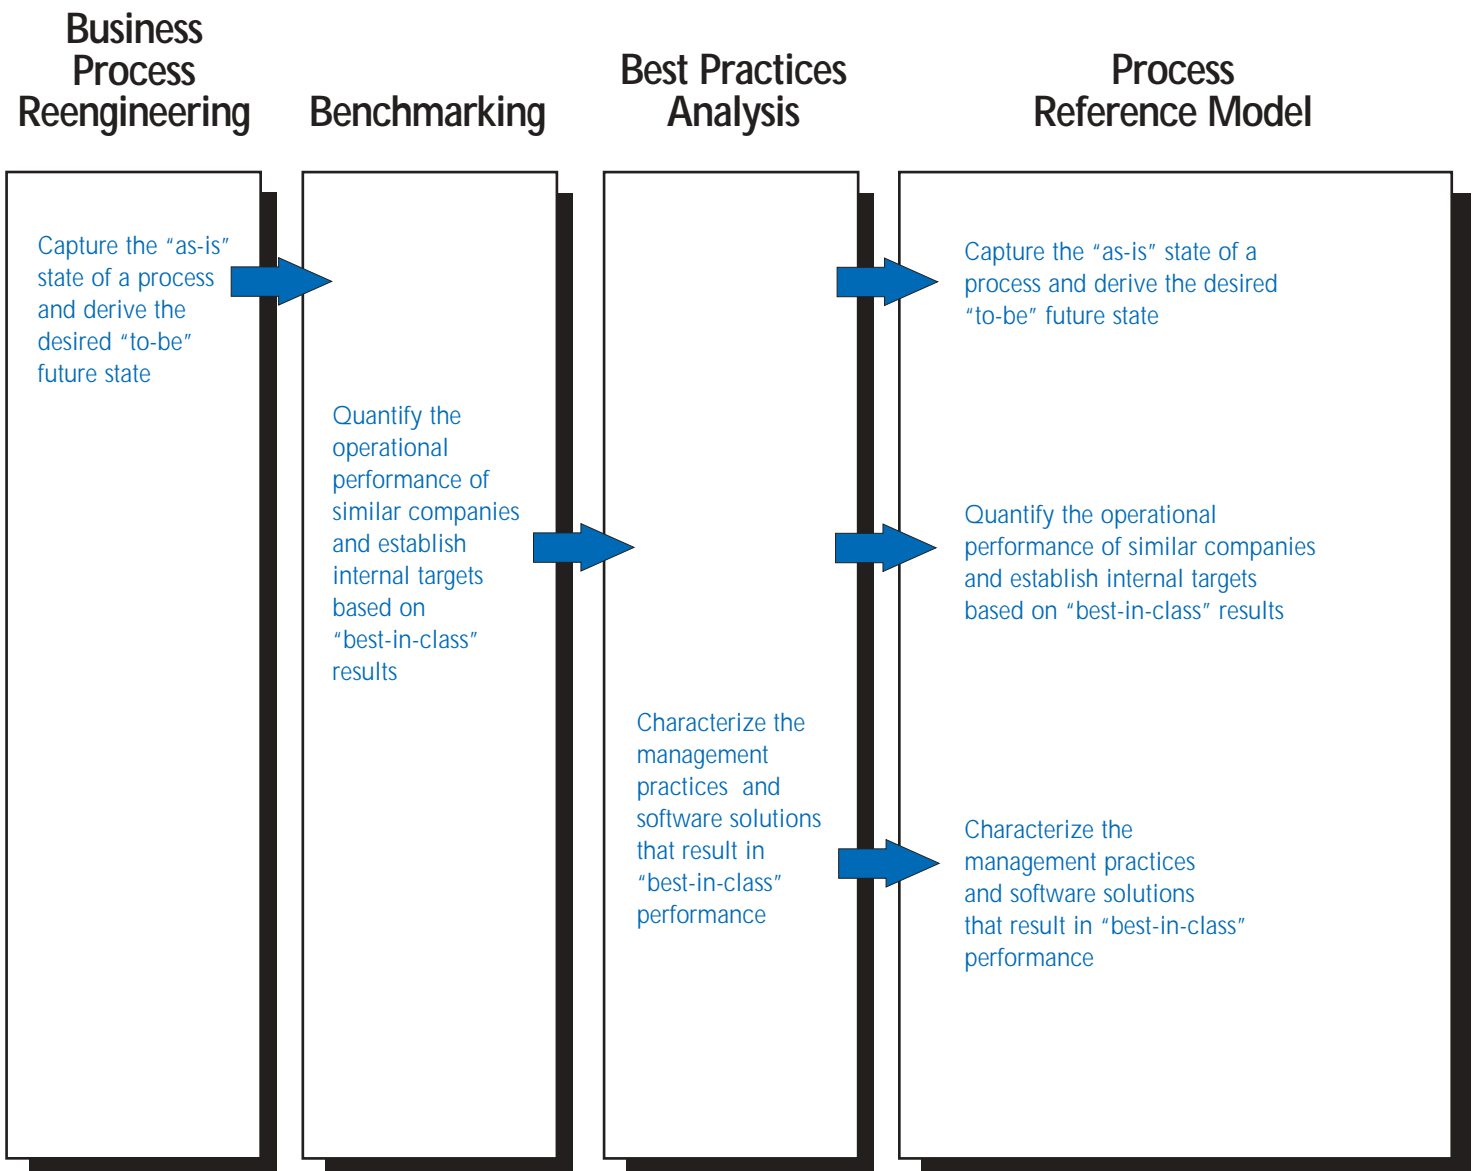 Business
Process
Reengineering
Benchmarking
Best Practices
Analysis
Process
Reference Model
Capture the “as-is”
state of a process
and derive the
desired “to-be”
future state
Quantify the
operational
performance of
similar companies
and establish
internal targets
based on
“best-in-class”
results
Characterize the
management
practices and
software solutions
that result in
“best-in-class”
performance
Capture the “as-is” state of a
process and derive the desired
“to-be” future state
Quantify the operational
performance of similar companies
and establish internal targets
based on “best-in-class” results
Characterize the
management practices
and software solutions
that result in “best-in-class”
performance